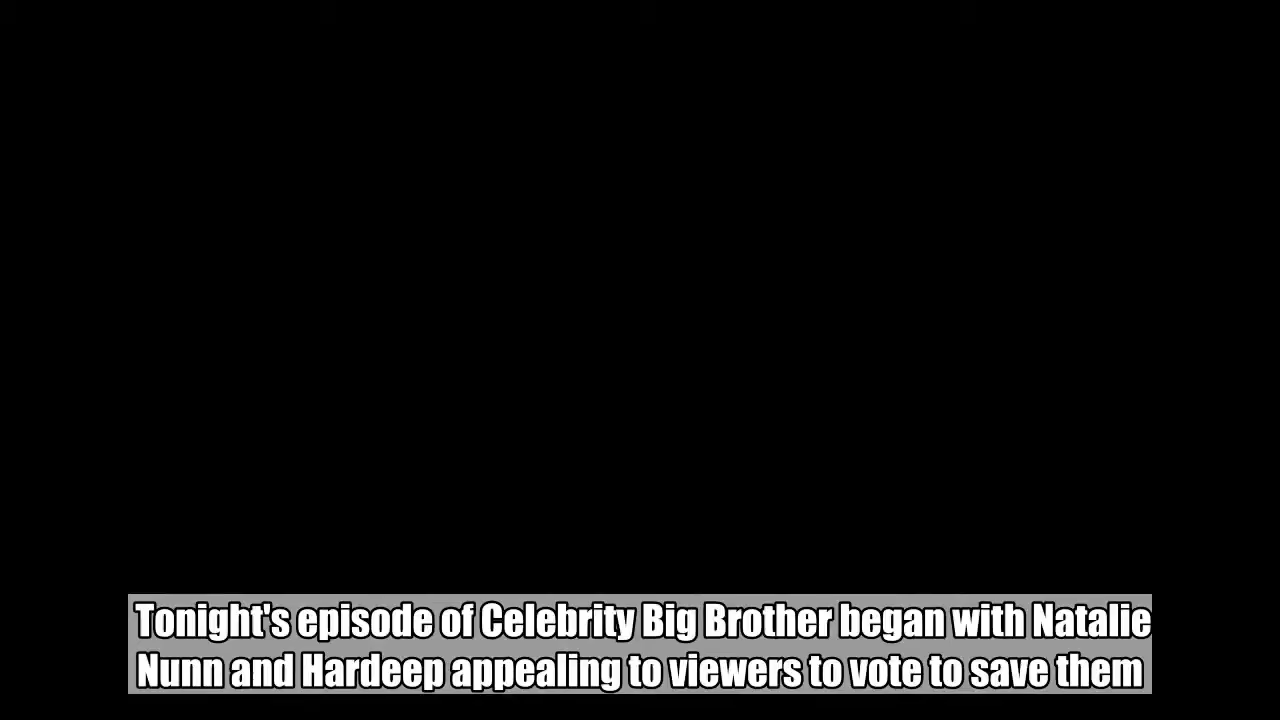 Tonight's episode of Celebrity Big Brother began with Natalie
Nunn and Hardeep appealing to viewers to vote to save them